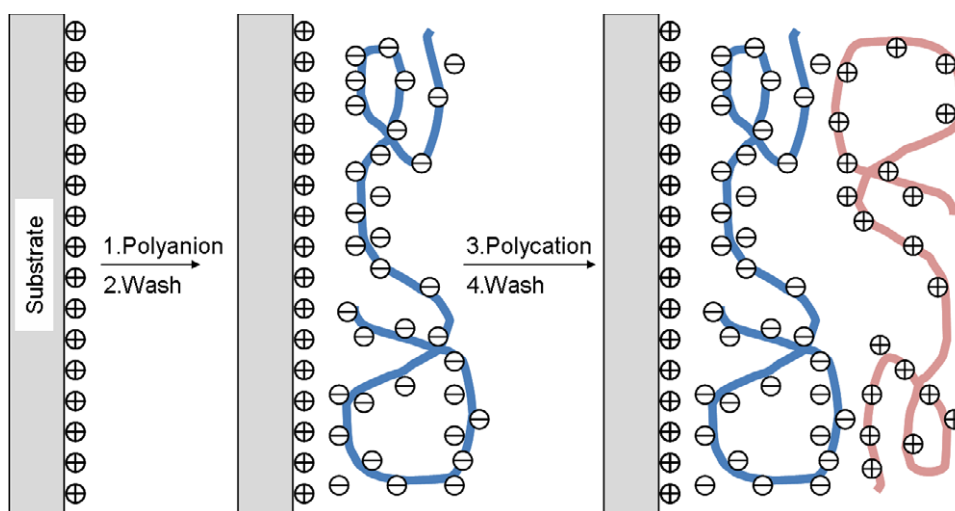 Substrate
1.Polyanion
2.Wash
3.Polycation
4.Wash